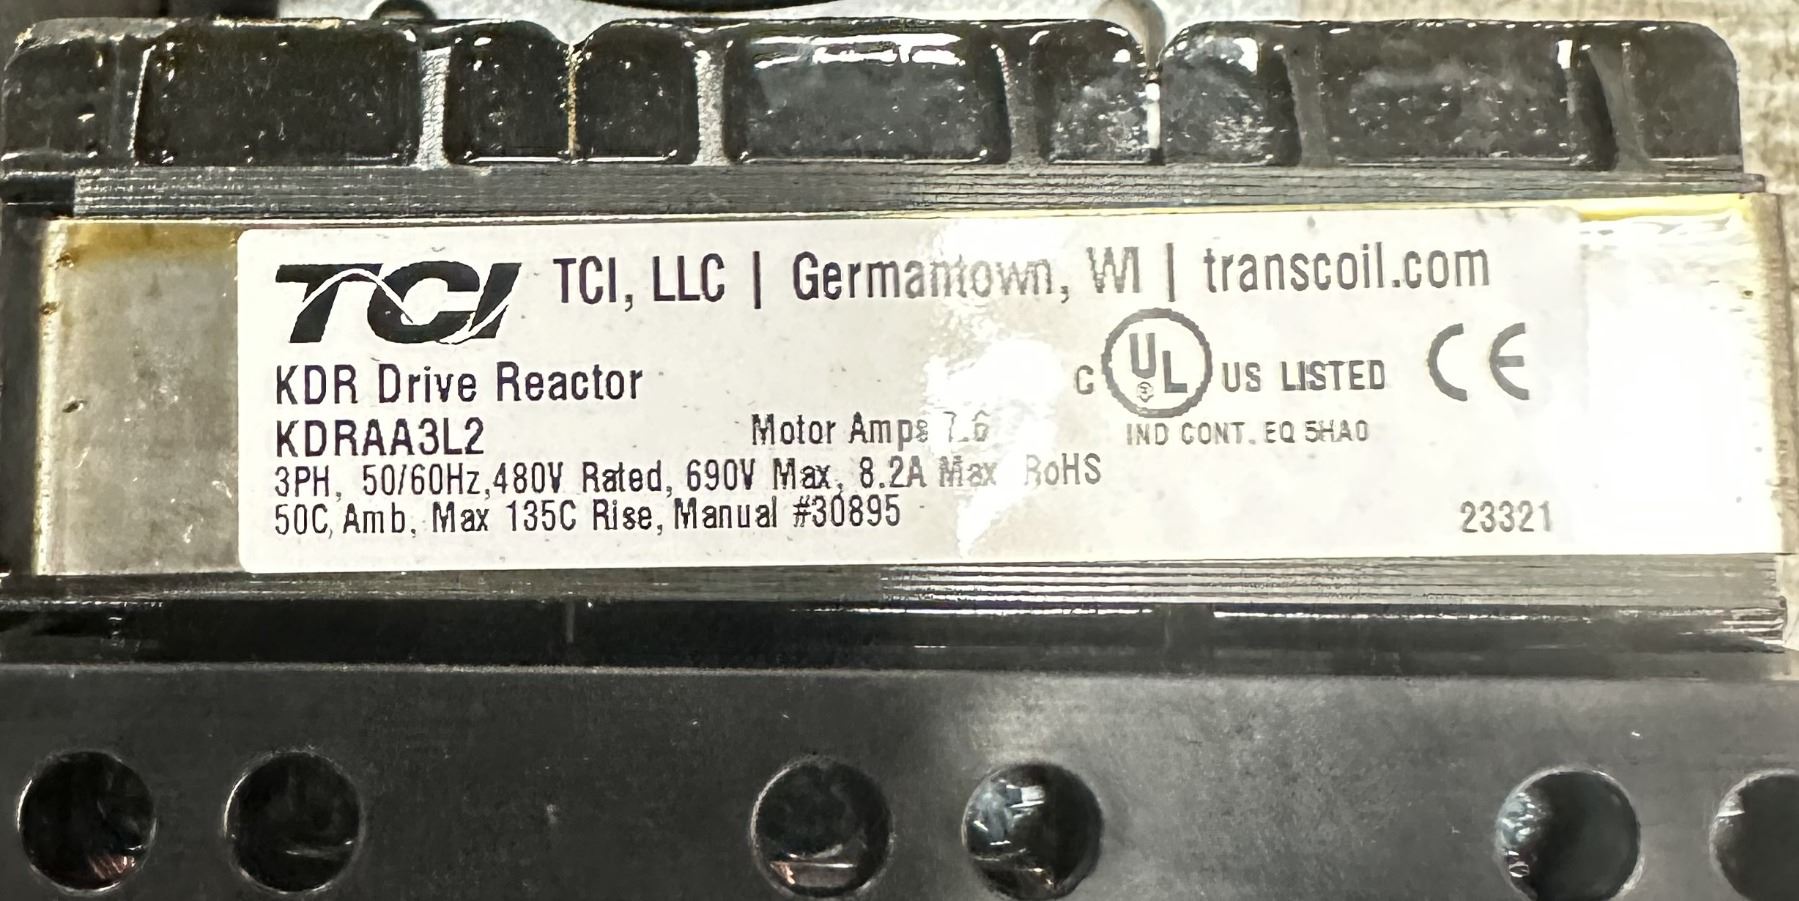 TCI TCI, LLC | Germantown, WI | transcoil.com
KDR Drive Reactor
C UL US LISTED CE
KDRAA3L2 Motor Amps 7.6 IND CONT. EQ 5HA0
3PH, 50/60Hz,480V Rated, 690V Max, 8.2A Max RoHS
50C, Amb, Max 135C Rise, Manual #30895
23321